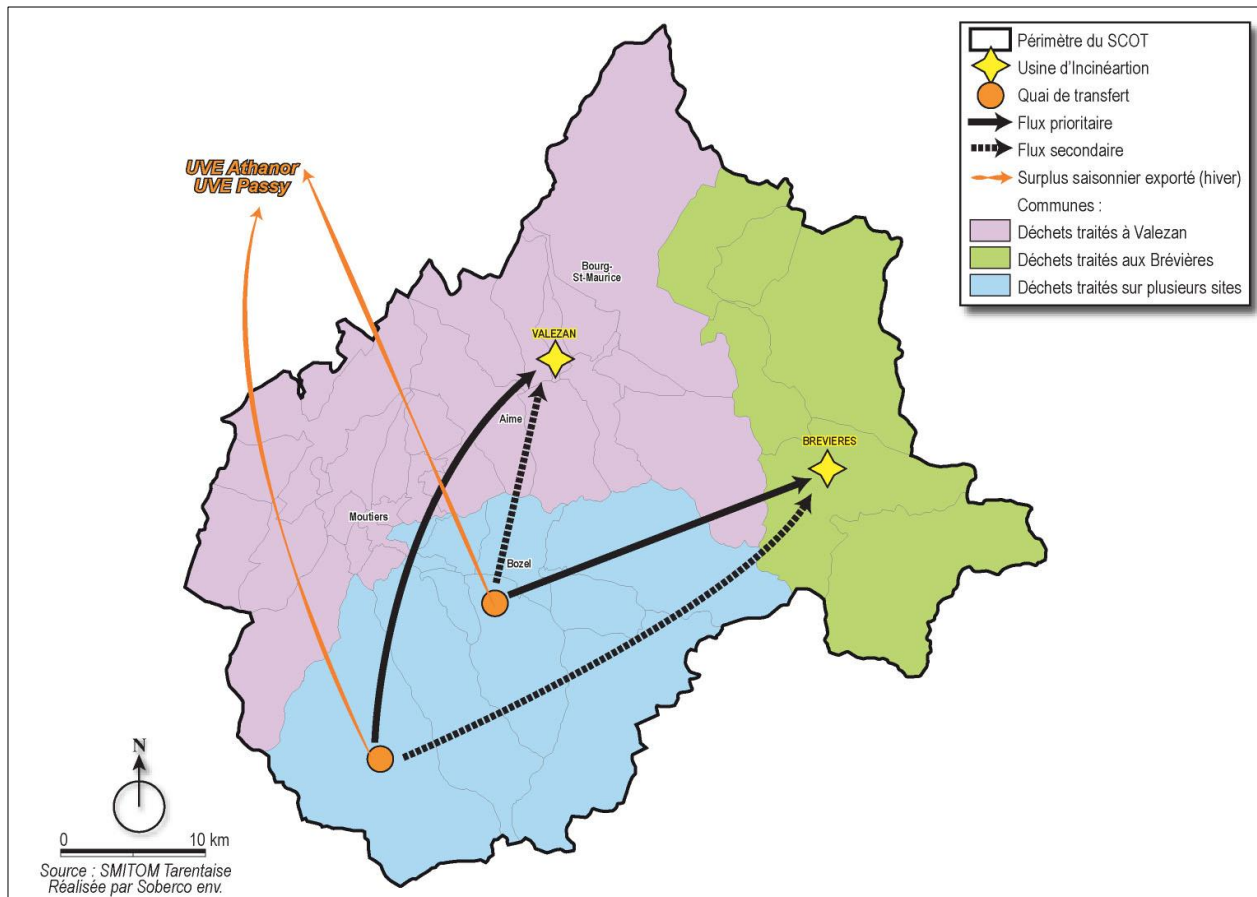 Périmètre du SCOT
Usine d'Incinéartion
Quai de transfert
Flux prioritaire
Flux secondaire
Surplus saisonnier exporté (hiver)
Communes :
Déchets traités à Valezan
Déchets traités aux Brévières
Déchets traités sur plusieurs sites
UVE Athanor
UVE Passy
Bourg-
St-Maurice
VALEZAN
Aime
BREVIERES
Moutiers
Bozel
N
0 10 km
Source : SMITOM Tarentaise
Réalisée par Soberco env.